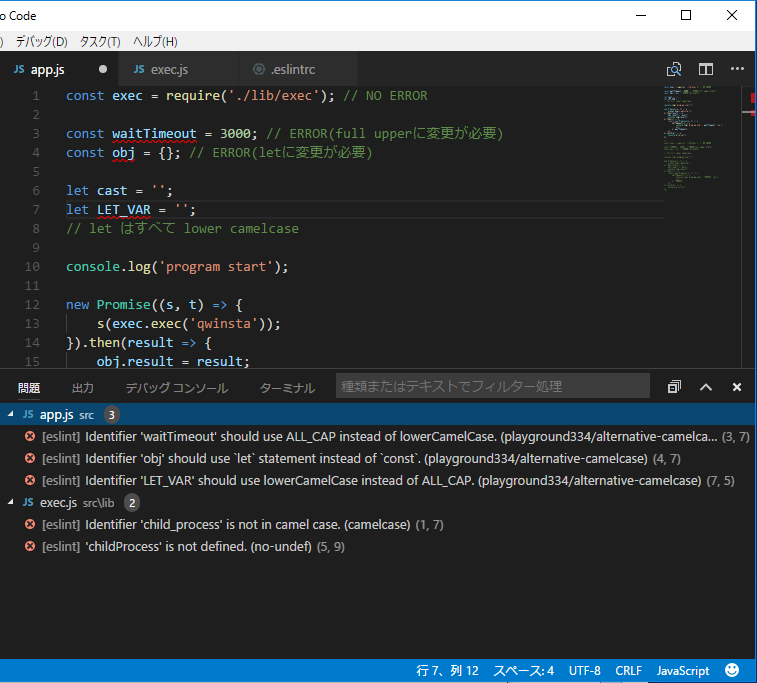 o Code
) デバッグ(D) タスク(T) ヘルプ(H)
JS app.js ● JS exec.js .eslintrc
1 const exec = require('./lib/exec'); // NO ERROR
2
3 const waitTimeout = 3000; // ERROR(full upperに変更が必要)
4 const obj = {}; // ERROR(letに変更が必要)
5
6 let cast = '';
7 let LET_VAR = '';
8 // let はすべて lower camelcase
9
10 console.log('program start');
11
12 new Promise((s, t) => {
13 s(exec.exec('qwinsta'));
14 }).then(result => {
15 obj.result = result;
問題 出力 デバッグ コンソール ターミナル 種類またはテキストでフィルター処理
JS app.js src 3
[eslint] Identifier 'waitTimeout' should use ALL_CAP instead of lowerCamelCase. (playground334/alternative-camelca... (3, 7)
[eslint] Identifier 'obj' should use `let` statement instead of `const`. (playground334/alternative-camelcase) (4, 7)
[eslint] Identifier 'LET_VAR' should use lowerCamelCase instead of ALL_CAP. (playground334/alternative-camelcase) (7, 5)
JS exec.js src\lib 2
[eslint] Identifier 'child_process' is not in camel case. (camelcase) (1, 7)
[eslint] 'childProcess' is not defined. (no-undef) (5, 9)
行 7、列 12 スペース: 4 UTF-8 CRLF JavaScript